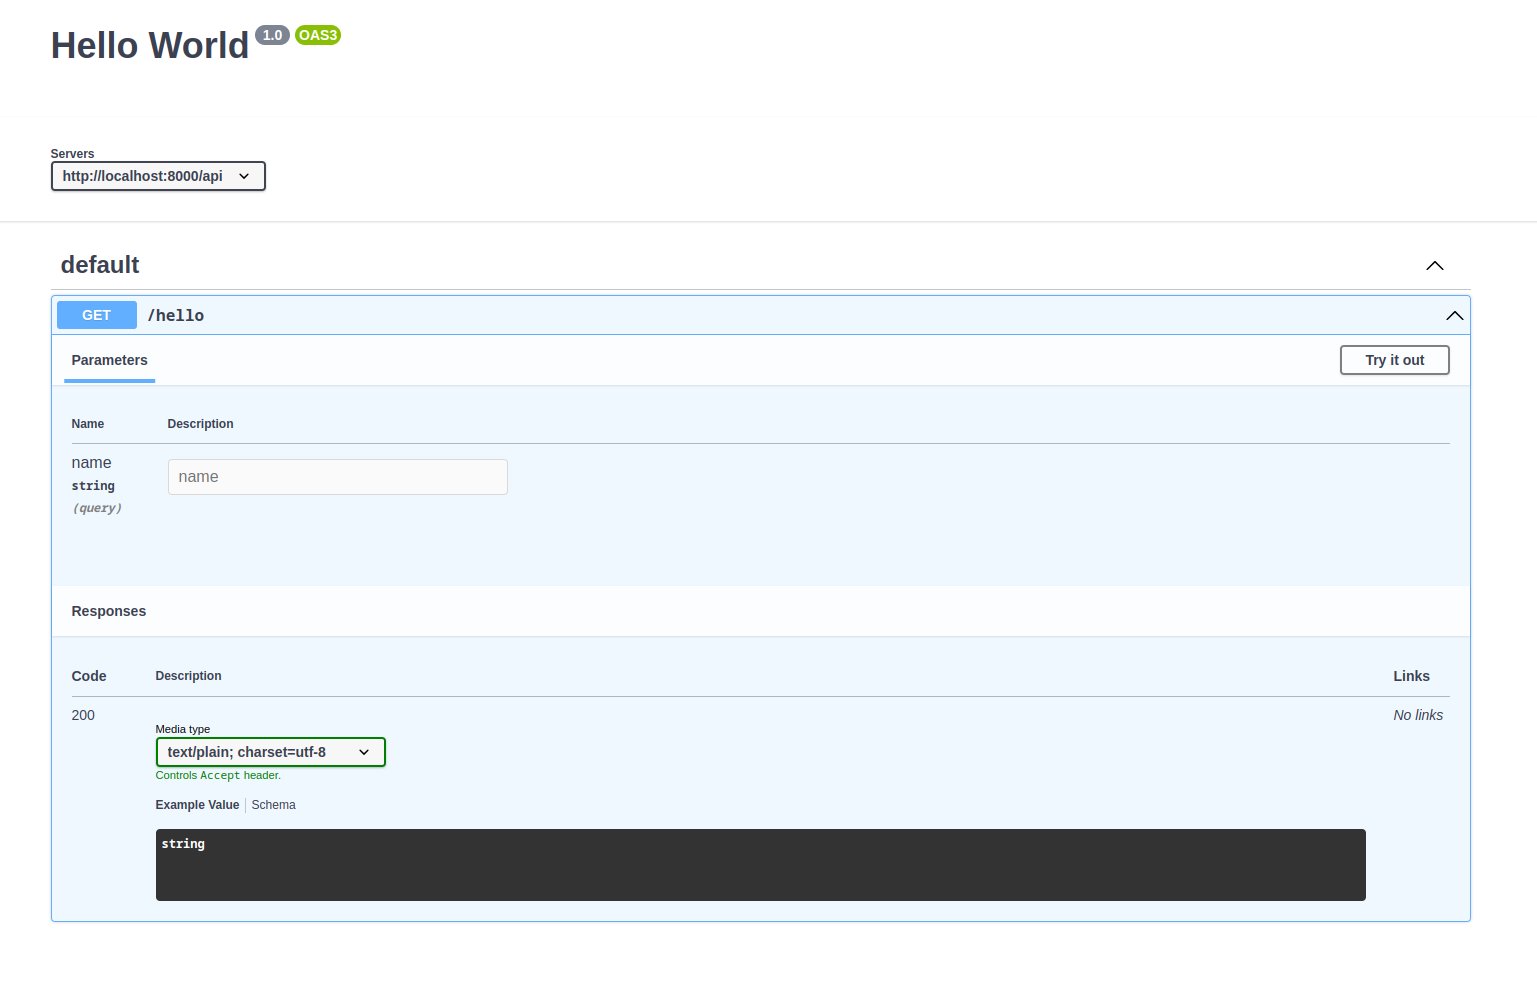 Hello World 1.0 OAS3
Servers
http://localhost:8000/api
default
GET /hello
Parameters Try it out
Name Description
name name
string
(query)
Responses
Code Description Links
200 No links
Media type
text/plain; charset=utf-8
Controls Accept header.
Example Value Schema
string